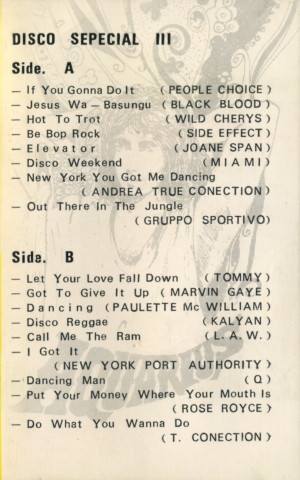 DISCO SEPECIAL III
Side. A
– If You Gonna Do It ( PEOPLE CHOICE )
– Jesus Wa – Basungu ( BLACK BLOOD )
– Hot To Trot ( WILD CHERYS )
– Be Bop Rock ( SIDE EFFECT )
– Elevator ( JOANE SPAN )
– Disco Weekend ( MIAMI )
– New York You Got Me Dancing
( ANDREA TRUE CONECTION )
– Out There In The Jungle
( GRUPPO SPORTIVO)
Side. B
– Let Your Love Fall Down ( TOMMY )
– Got To Give It Up ( MARVIN GAYE )
– Dancing ( PAULETTE Mc WILLIAM )
– Disco Reggae ( KALYAN )
– Call Me The Ram ( L. A. W. )
– I Got It
( NEW YORK PORT AUTHORITY )
– Dancing Man ( Q )
– Put Your Money Where Your Mouth Is
( ROSE ROYCE )
– Do What You Wanna Do
( T. CONECTION )
AQUARIUS